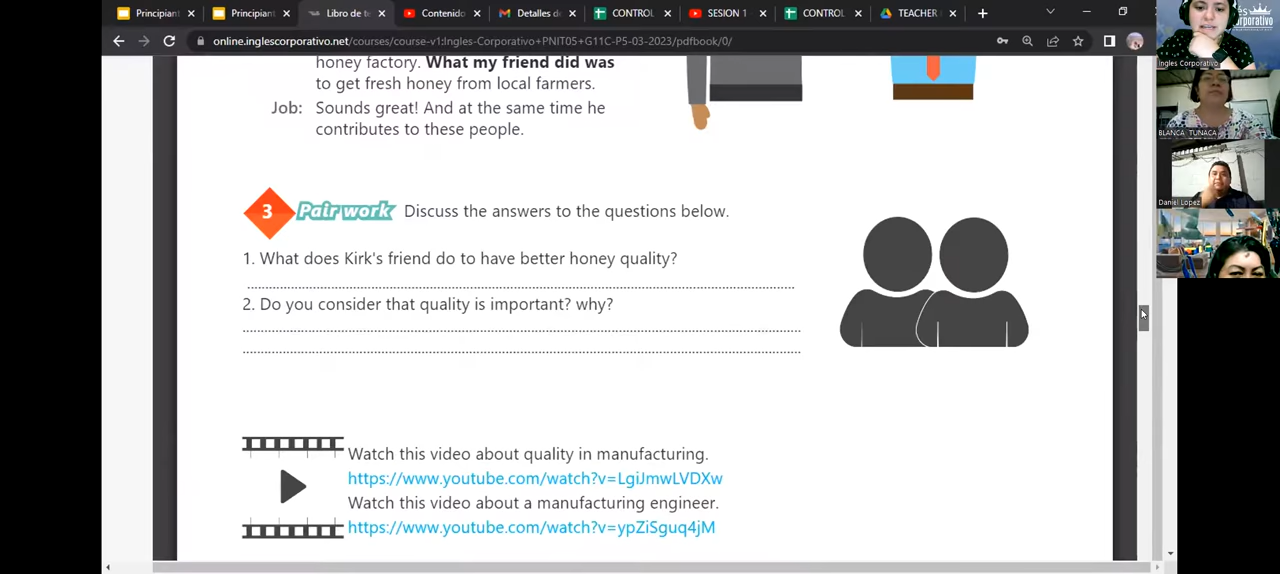 Principiant
Principiant
Libro de te
Contenido
Detalles d
CONTROL
SESION 1 -
CONTROL
TEACHER
online.inglescorporativo.net/courses/course-v1:Ingles-Corporativo+PNIT05+G11C-P5-03-2023/pdfbook/0/
honey factory. What my friend did was
to get fresh honey from local farmers.
Job: Sounds great! And at the same time he
contributes to these people.
3 Pair work Discuss the answers to the questions below.
1. What does Kirk's friend do to have better honey quality?
2. Do you consider that quality is important? why?
Watch this video about quality in manufacturing.
https://www.youtube.com/watch?v=LgiJmwLVDXw
Watch this video about a manufacturing engineer.
https://www.youtube.com/watch?v=ypZiSguq4jM
Corporativo
Ingles Corporativo
BLANCA TUNACA
Daniel Lopez